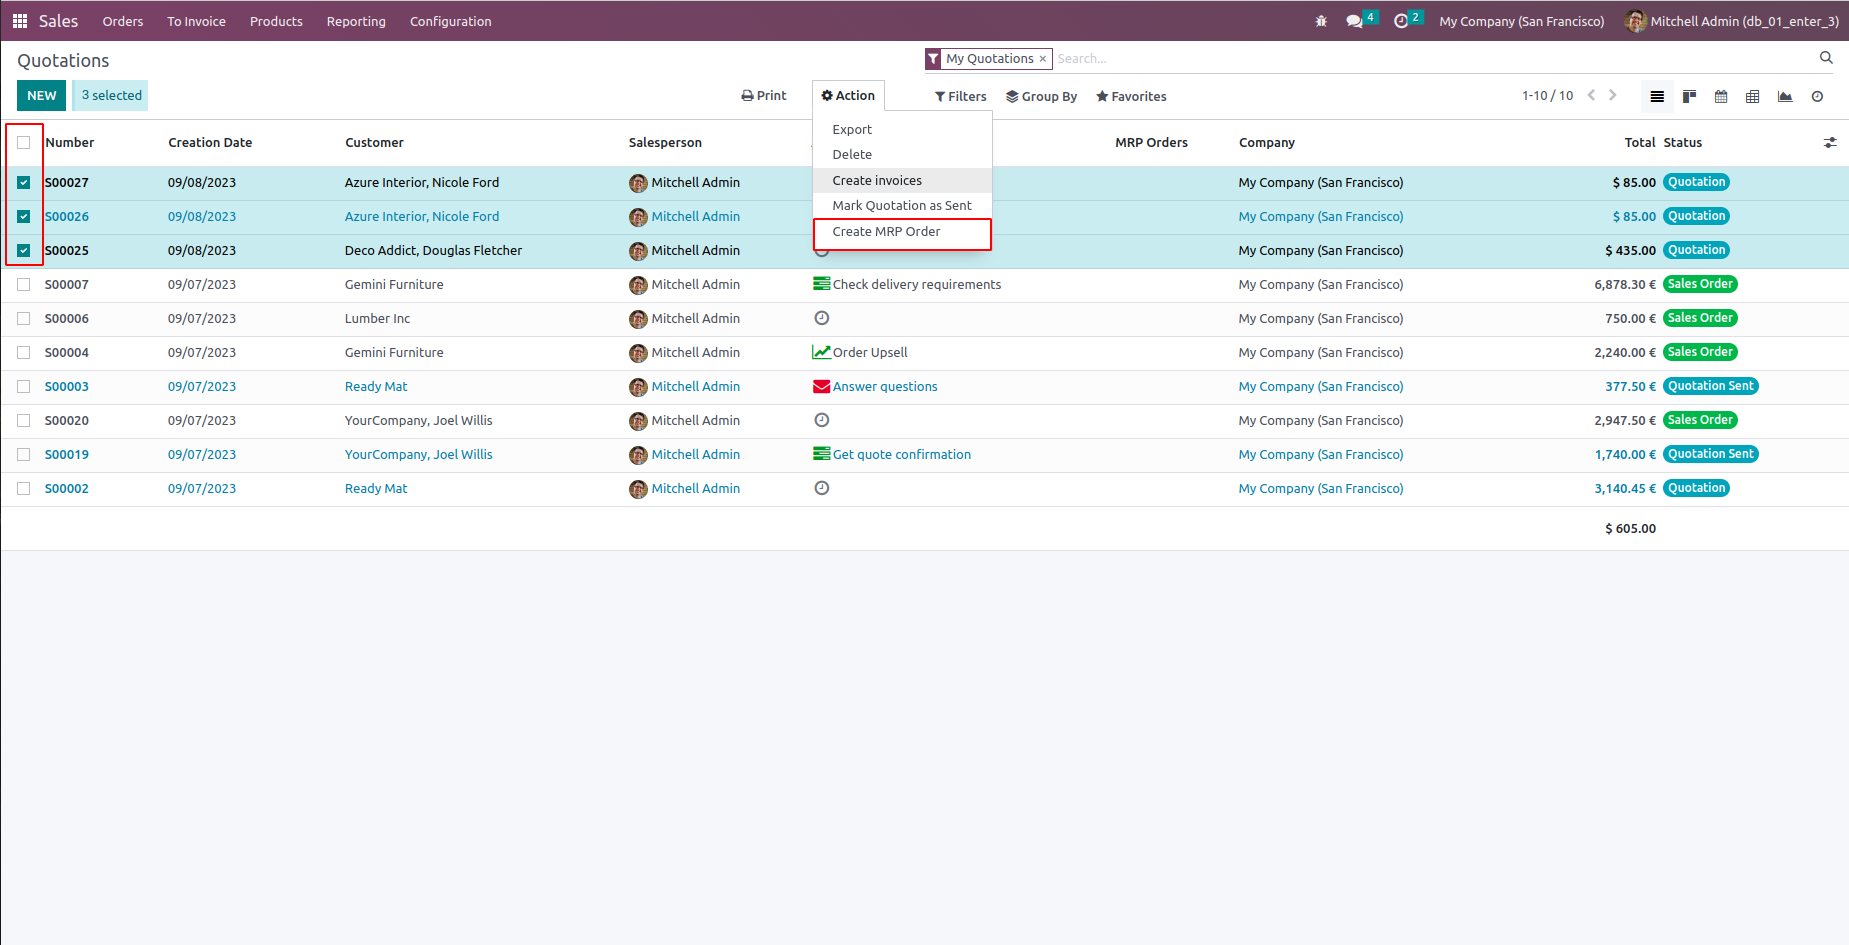 Sales Orders To Invoice Products Reporting Configuration 4 2 My Company (San Francisco) Mitchell Admin (db_01_enter_3)
Quotations My Quotations × Search...
NEW 3 selected Print Action Filters Group By Favorites 1-10 / 10
Export
Delete
Create invoices
Mark Quotation as Sent
Create MRP Order
Number Creation Date Customer Salesperson MRP Orders Company Total Status
S00027 09/08/2023 Azure Interior, Nicole Ford Mitchell Admin My Company (San Francisco) $ 85.00 Quotation
S00026 09/08/2023 Azure Interior, Nicole Ford Mitchell Admin My Company (San Francisco) $ 85.00 Quotation
S00025 09/08/2023 Deco Addict, Douglas Fletcher Mitchell Admin My Company (San Francisco) $ 435.00 Quotation
S00007 09/07/2023 Gemini Furniture Mitchell Admin Check delivery requirements My Company (San Francisco) 6,878.30 € Sales Order
S00006 09/07/2023 Lumber Inc Mitchell Admin My Company (San Francisco) 750.00 € Sales Order
S00004 09/07/2023 Gemini Furniture Mitchell Admin Order Upsell My Company (San Francisco) 2,240.00 € Sales Order
S00003 09/07/2023 Ready Mat Mitchell Admin Answer questions My Company (San Francisco) 377.50 € Quotation Sent
S00020 09/07/2023 YourCompany, Joel Willis Mitchell Admin My Company (San Francisco) 2,947.50 € Sales Order
S00019 09/07/2023 YourCompany, Joel Willis Mitchell Admin Get quote confirmation My Company (San Francisco) 1,740.00 € Quotation Sent
S00002 09/07/2023 Ready Mat Mitchell Admin My Company (San Francisco) 3,140.45 € Quotation
$ 605.00